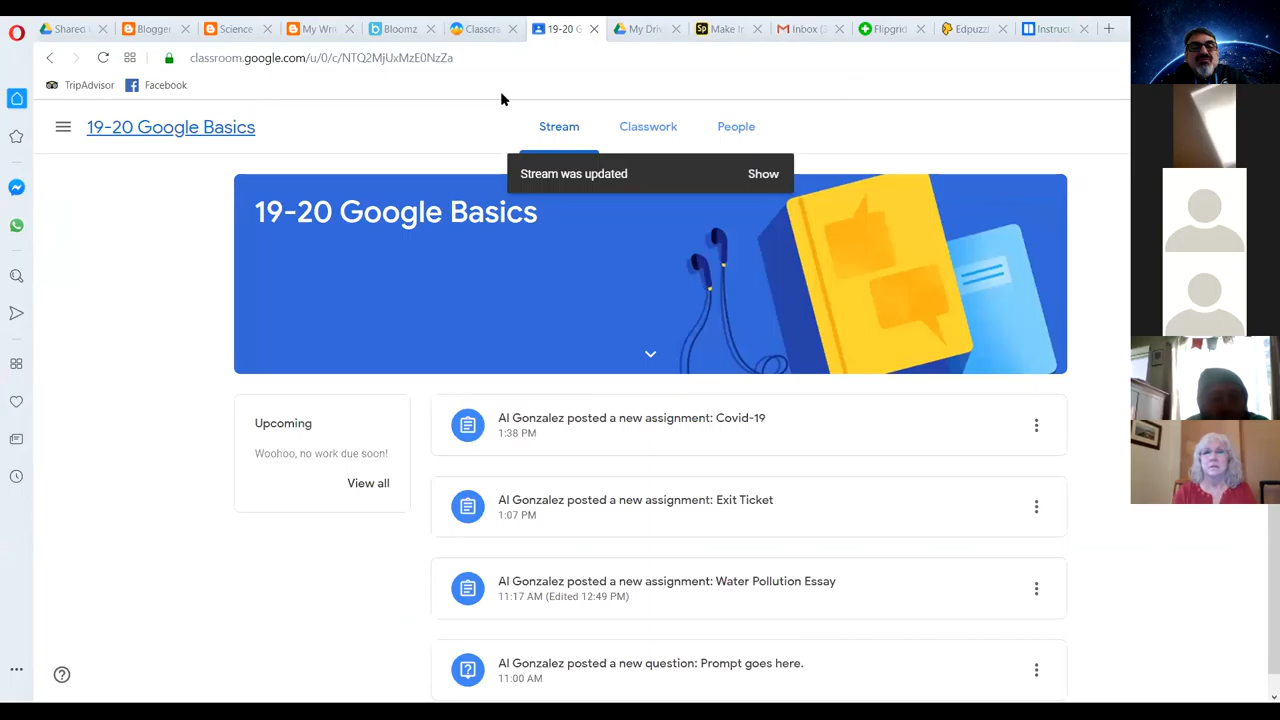 Shared
Blogger
Science
My Wr
Bloomz
Classcra
19-20 G
My Driv
Sp
Make In
Inbox (3
Flipgrid
Edpuzz
Instruct
classroom.google.com/u/0/c/NTQ2MjUxMzE0NzZa
TripAdvisor
Facebook
19-20 Google Basics
Stream
Classwork
People
Stream was updated
Show
19-20 Google Basics
Upcoming
Woohoo, no work due soon!
View all
Al Gonzalez posted a new assignment: Covid-19
1:38 PM
Al Gonzalez posted a new assignment: Exit Ticket
1:07 PM
Al Gonzalez posted a new assignment: Water Pollution Essay
11:17 AM (Edited 12:49 PM)
Al Gonzalez posted a new question: Prompt goes here.
11:00 AM